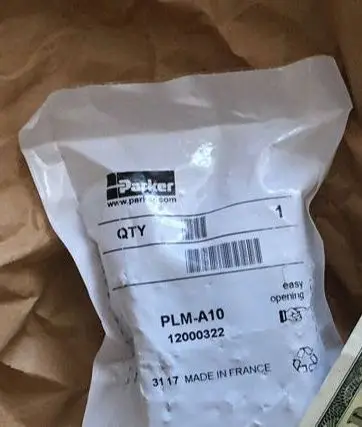 Parker
www.parker.com
QTY 1
easy
opening
PLM-A10
12000322
3117 MADE IN FRANCE